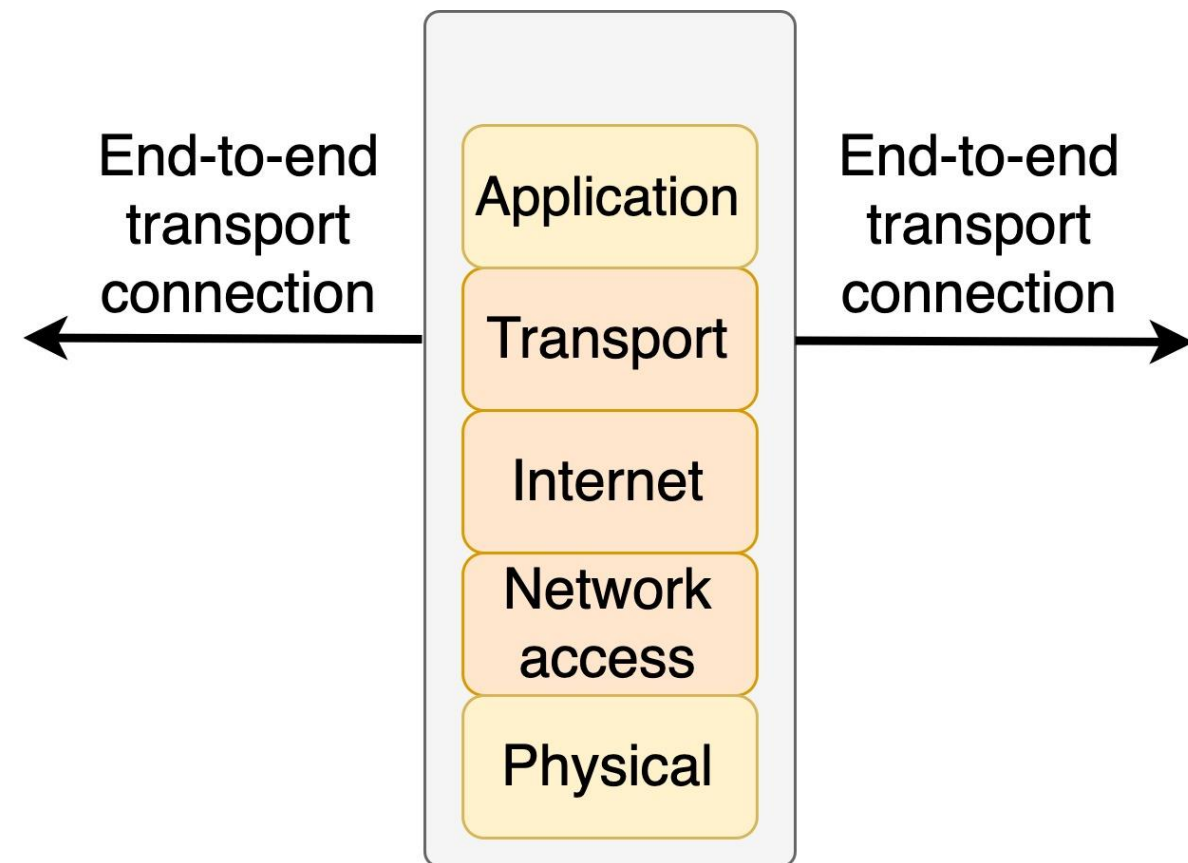 End-to-end
transport
connection
Application
Transport
Internet
Network
access
Physical
End-to-end
transport
connection